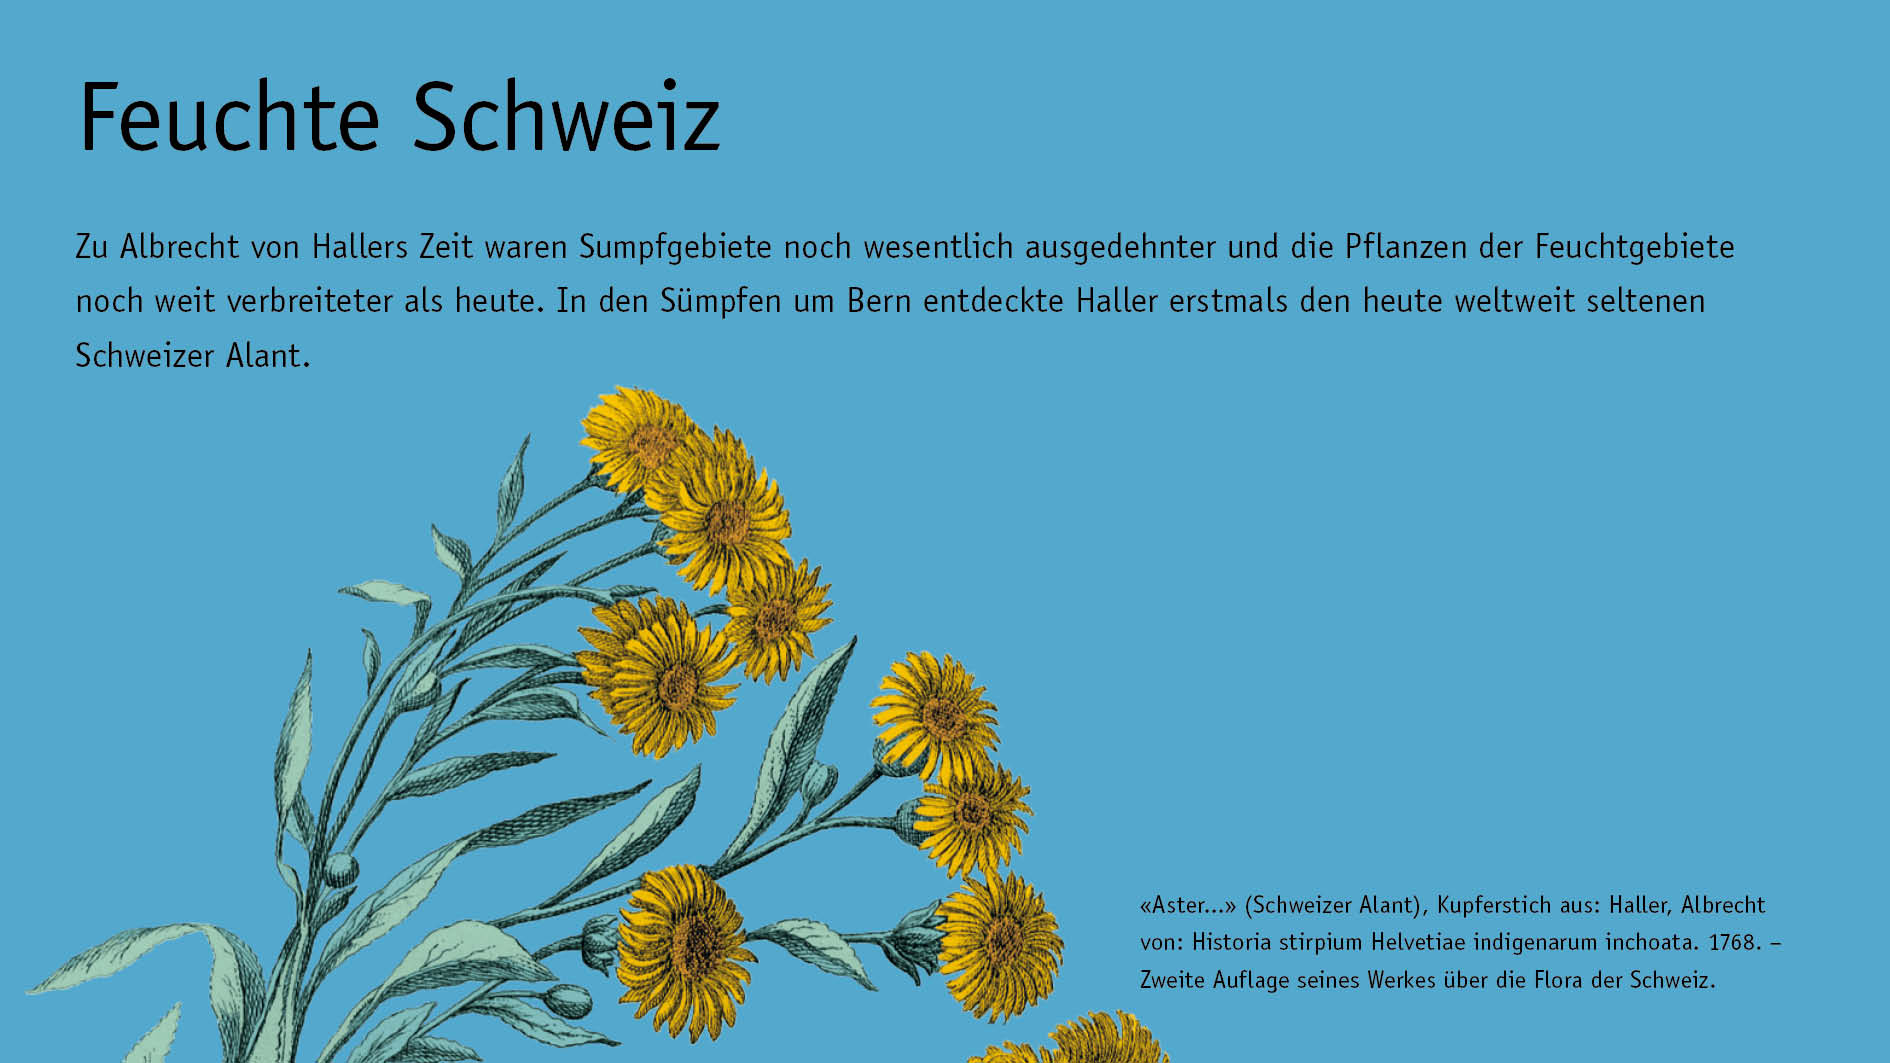 Feuchte Schweiz
Zu Albrecht von Hallers Zeit waren Sumpfgebiete noch wesentlich ausgedehnter und die Pflanzen der Feuchtgebiete
noch weit verbreiteter als heute. In den Sümpfen um Bern entdeckte Haller erstmals den heute weltweit seltenen
Schweizer Alant.
«Aster...» (Schweizer Alant), Kupferstich aus: Haller, Albrecht
von: Historia stirpium Helvetiae indigenarum inchoata. 1768. –
Zweite Auflage seines Werkes über die Flora der Schweiz.